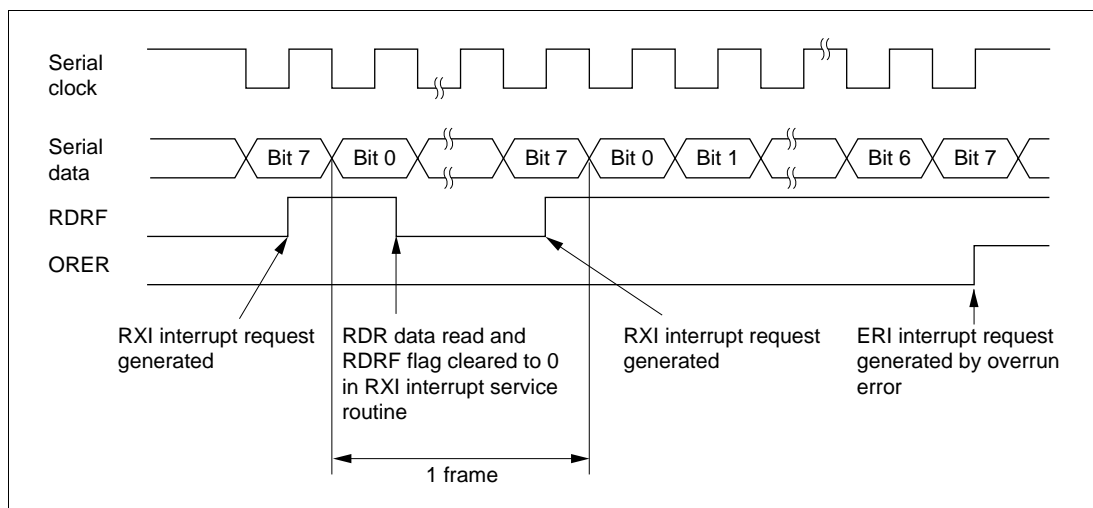 Serial
clock
Serial
data
Bit 7
Bit 0
Bit 7
Bit 0
Bit 1
Bit 6
Bit 7
RDRF
ORER
RXI interrupt request
generated
RDR data read and
RDRF flag cleared to 0
in RXI interrupt service
routine
RXI interrupt request
generated
ERI interrupt request
generated by overrun
error
1 frame